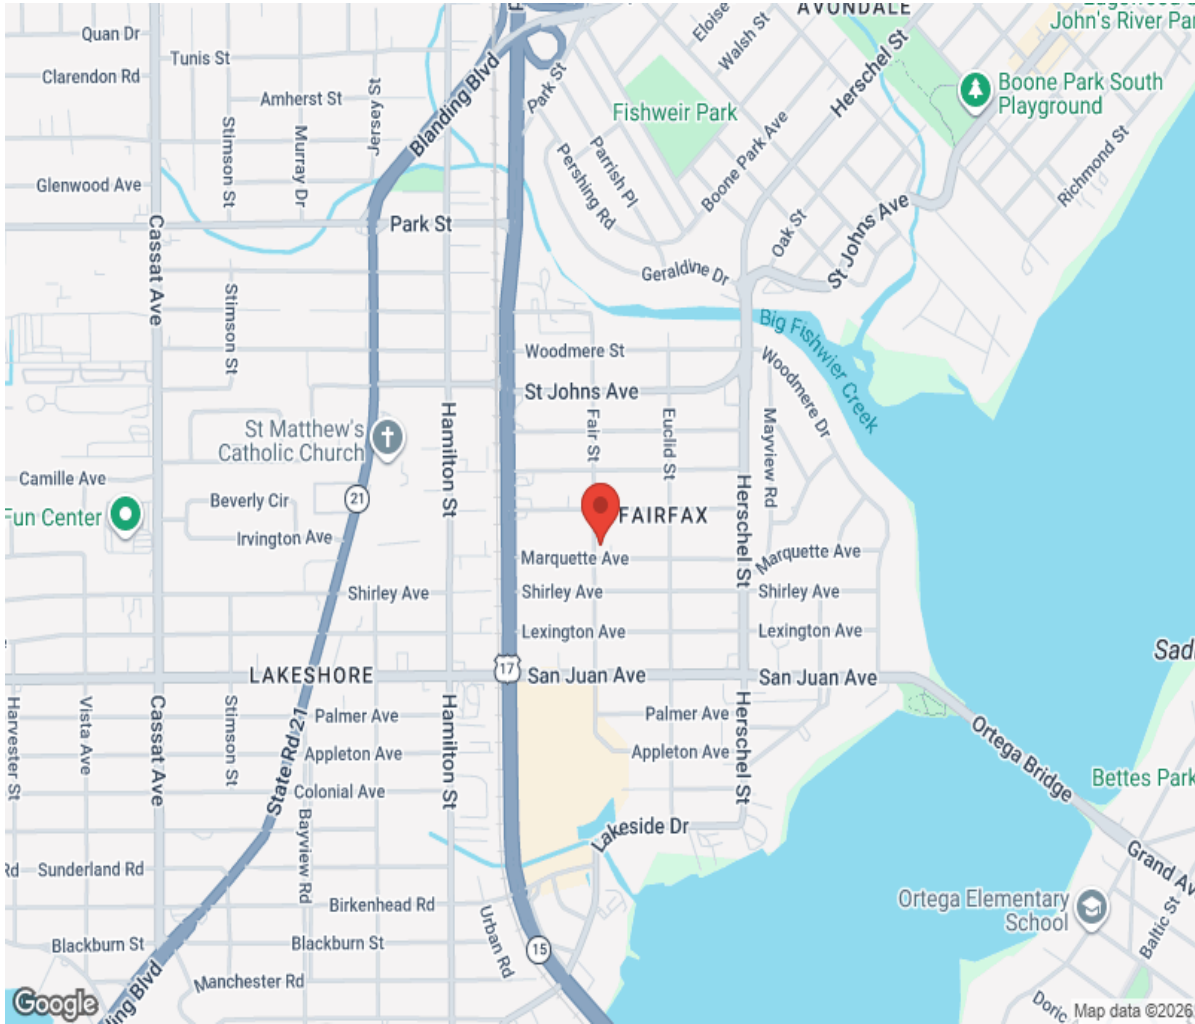 AVONDALE
John's River Par
Quan Dr
Tunis St
Clarendon Rd
Amherst St
Jersey St
Blanding Blvd
Park St
Eloise
Walsh St
Herschel St
Boone Park South
Playground
Fishweir Park
Stimson St
Murray Dr
Glenwood Ave
Parrish Pl
Pershing Rd
Boone Park Ave
Richmond St
Cassat Ave
Park St
Oak St
St Johns Ave
Geraldine Dr
Stimson St
Big Fishwier Creek
Woodmere St
Woodmere Dr
St Johns Ave
Hamilton St
Fair St
Euclid St
Mayview Rd
St Matthew's
Catholic Church
Camille Ave
Beverly Cir
21
Fun Center
Irvington Ave
FAIRFAX
Herschel St
Marquette Ave
Marquette Ave
Shirley Ave
Shirley Ave
Shirley Ave
Lexington Ave
Lexington Ave
LAKESHORE
17
San Juan Ave
San Juan Ave
Sad
Harvester St
Vista Ave
Cassat Ave
Stimson St
State Rd 21
Palmer Ave
Hamilton St
Palmer Ave
Herschel St
Appleton Ave
Appleton Ave
Ortega Bridge
Colonial Ave
Bettes Park
Bayview Rd
Lakeside Dr
Rd
Sunderland Rd
Grand Av
Birkenhead Rd
Urban Rd
Ortega Elementary
School
Baltic St
Blackburn St
Blackburn St
15
Manchester Rd
ding Blvd
Doric
Google
Map data ©2026